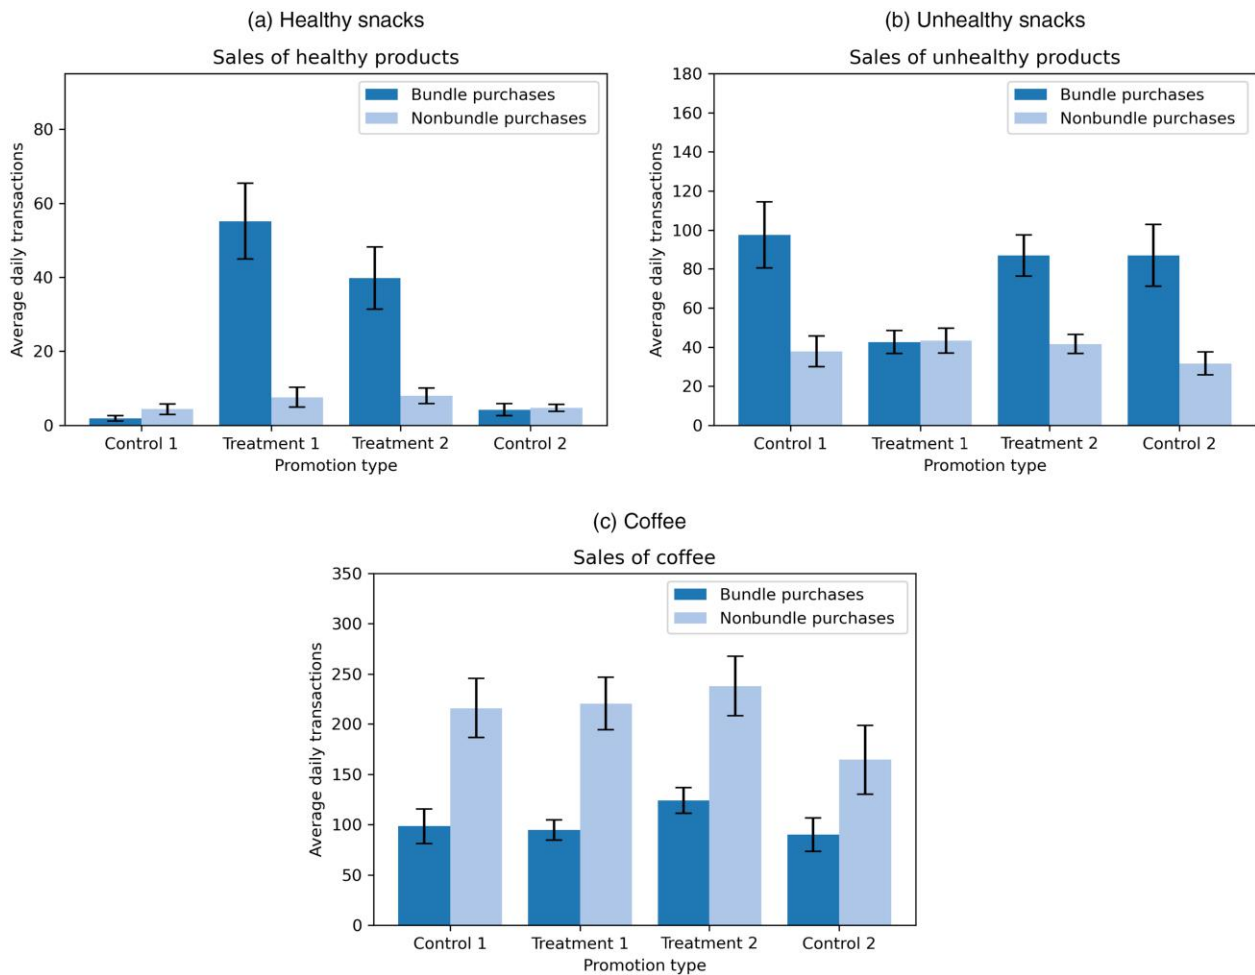 (a) Healthy snacks
Sales of healthy products
Bundle purchases
Nonbundle purchases
Average daily transactions
80
60
40
20
0
Control 1 Treatment 1 Treatment 2 Control 2
Promotion type
(b) Unhealthy snacks
Sales of unhealthy products
Bundle purchases
Nonbundle purchases
Average daily transactions
180
160
140
120
100
80
60
40
20
0
Control 1 Treatment 1 Treatment 2 Control 2
Promotion type
(c) Coffee
Sales of coffee
Bundle purchases
Nonbundle purchases
Average daily transactions
350
300
250
200
150
100
50
0
Control 1 Treatment 1 Treatment 2 Control 2
Promotion type